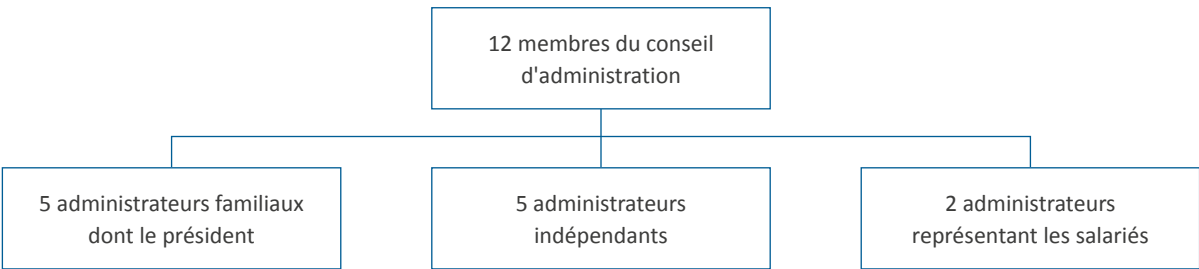 12 membres du conseil
d'administration
5 administrateurs familiaux
dont le président
5 administrateurs
indépendants
2 administrateurs
représentant les salariés